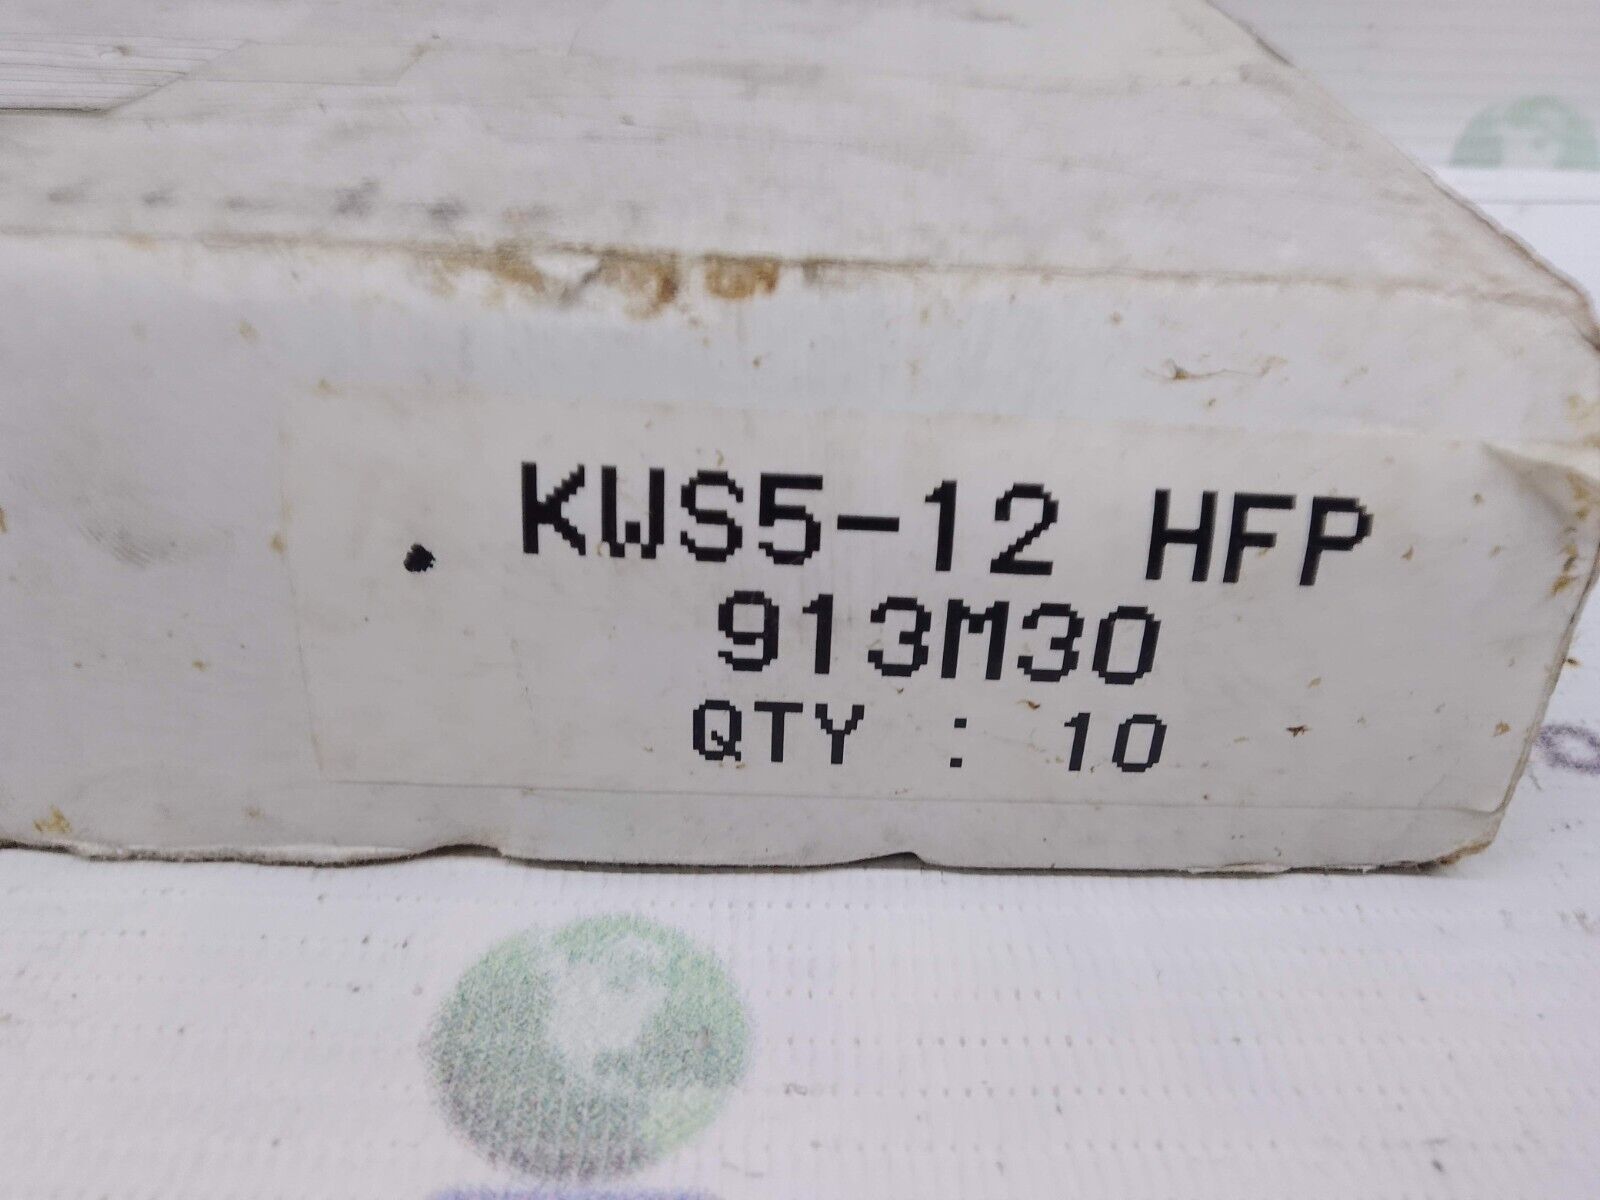 KWS5-12 HFP
913M30
QTY : 10